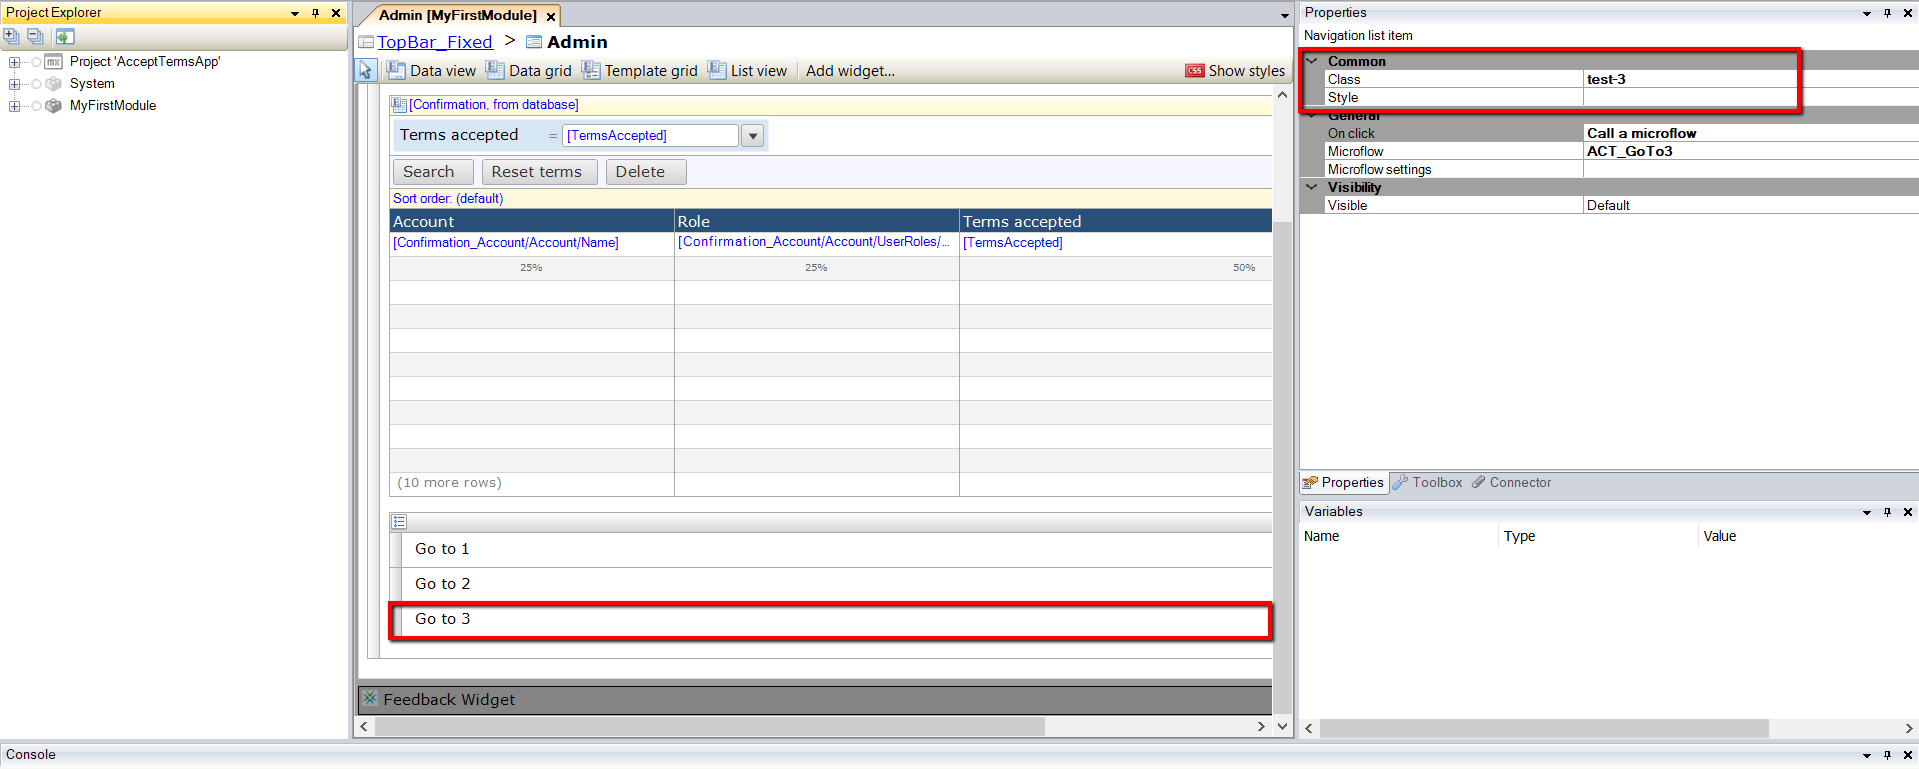 Project Explorer
Project 'AcceptTermsApp'
System
MyFirstModule
Admin [MyFirstModule]
TopBar_Fixed > Admin
Data view Data grid Template grid List view Add widget... CSS Show styles
[Confirmation, from database]
Terms accepted = [TermsAccepted]
Search Reset terms Delete
Sort order: (default)
Account Role Terms accepted
[Confirmation_Account/Account/Name] [Confirmation_Account/Account/UserRoles/... [TermsAccepted]
25% 25% 50%
(10 more rows)
Go to 1
Go to 2
Go to 3
Feedback Widget
Properties
Navigation list item
Common
Class test-3
Style
General
On click Call a microflow
Microflow ACT_GoTo3
Microflow settings
Visibility
Visible Default
Properties Toolbox Connector
Variables
Name Type Value
Console